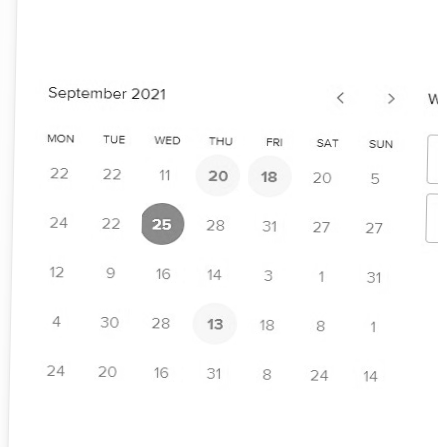 September 2021 < >
W
MON TUE WED THU FRI SAT SUN
22 22 11 20 18 20 5
24 22 25 28 31 27 27
12 9 16 14 3 1 31
4 30 28 13 18 8 1
24 20 16 31 8 24 14